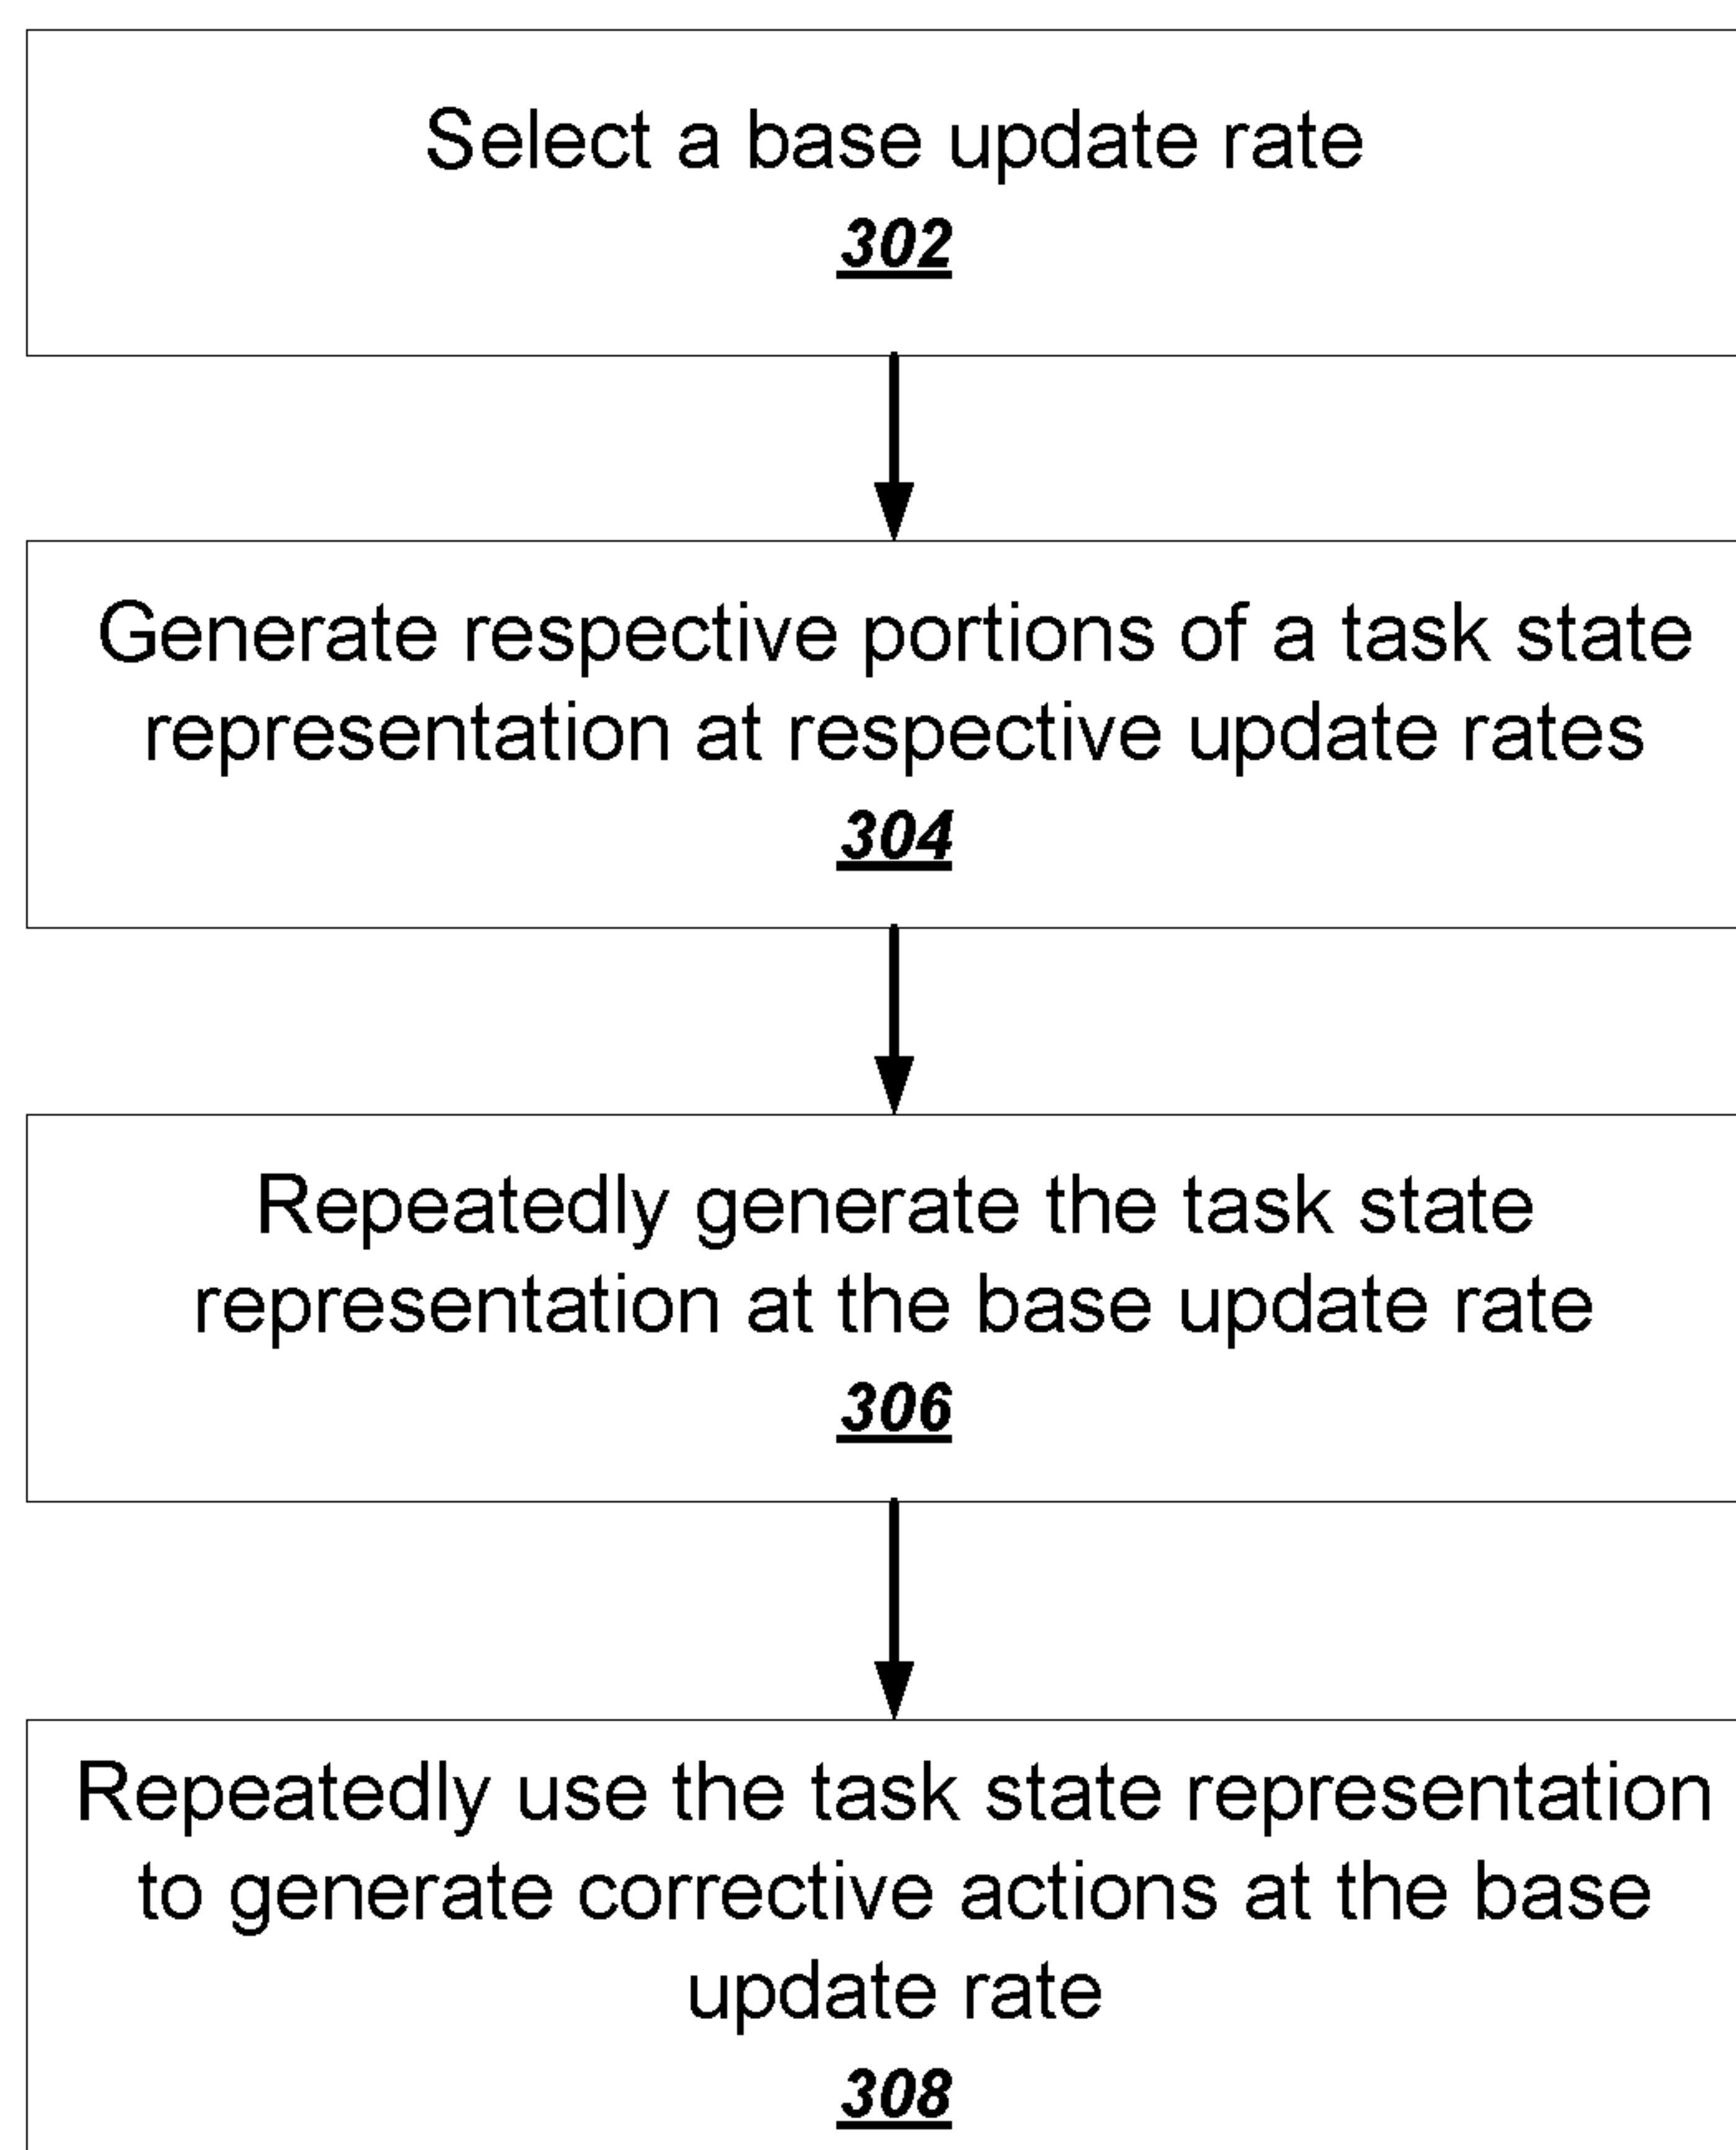 Select a base update rate
302
Generate respective portions of a task state
representation at respective update rates
304
Repeatedly generate the task state
representation at the base update rate
306
Repeatedly use the task state representation
to generate corrective actions at the base
update rate
308